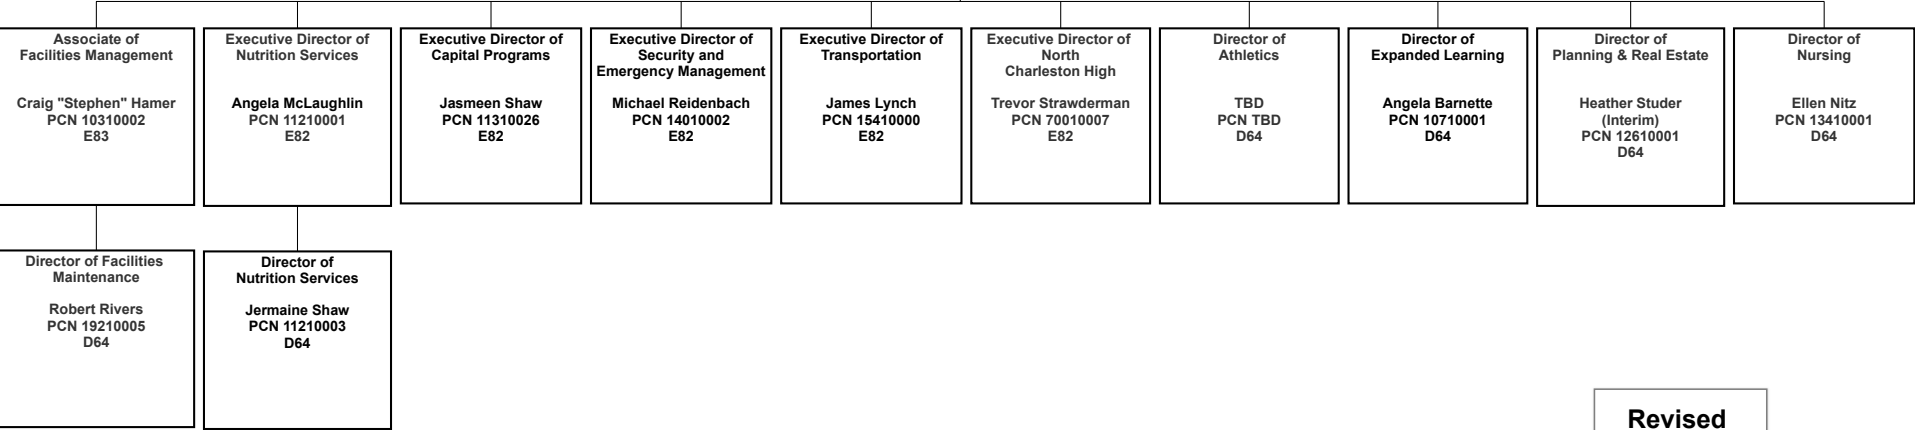 Associate of
Facilities Management
Craig "Stephen" Hamer
PCN 10310002
E83
Executive Director of
Nutrition Services
Angela McLaughlin
PCN 11210001
E82
Executive Director of
Capital Programs
Jasmeen Shaw
PCN 11310026
E82
Executive Director of
Security and
Emergency Management
Michael Reidenbach
PCN 14010002
E82
Executive Director of
Transportation
James Lynch
PCN 15410000
E82
Executive Director of
North
Charleston High
Trevor Strawderman
PCN 70010007
E82
Director of
Athletics
TBD
PCN TBD
D64
Director of
Expanded Learning
Angela Barnette
PCN 10710001
D64
Director of
Planning & Real Estate
Heather Studer
(Interim)
PCN 12610001
D64
Director of
Nursing
Ellen Nitz
PCN 13410001
D64
Director of Facilities
Maintenance
Robert Rivers
PCN 19210005
D64
Director of
Nutrition Services
Jermaine Shaw
PCN 11210003
D64
Revised